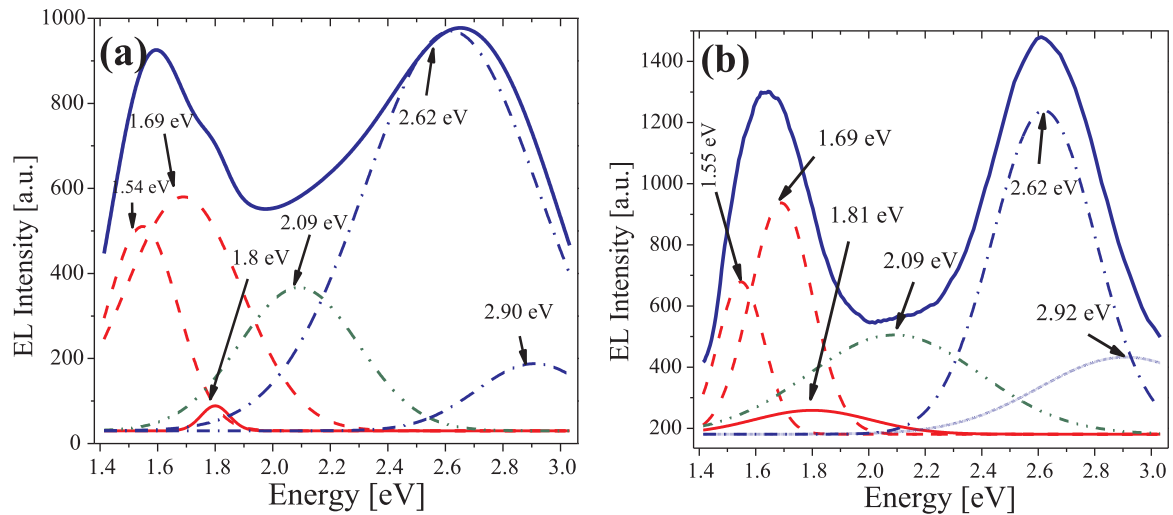 (a)
EL Intensity [a.u.]
1000
800
600
400
200
0
1.69 eV
1.54 eV
2.62 eV
2.09 eV
1.8 eV
2.90 eV
1.4 1.6 1.8 2.0 2.2 2.4 2.6 2.8 3.0
Energy [eV]
(b)
EL Intensity [a.u.]
1400
1200
1000
800
600
400
200
1.55 eV
1.69 eV
1.81 eV
2.62 eV
2.09 eV
2.92 eV
1.4 1.6 1.8 2.0 2.2 2.4 2.6 2.8 3.0
Energy [eV]